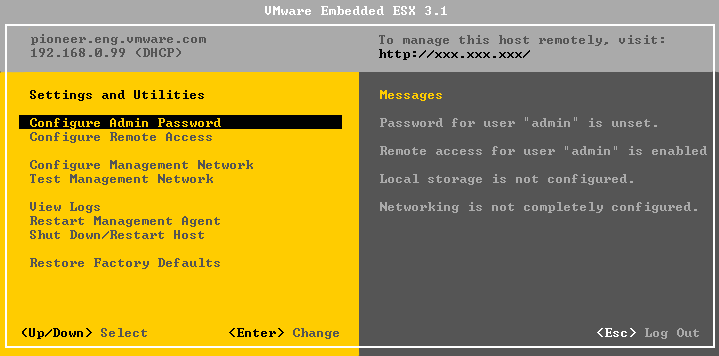 VMware Embedded ESX 3.1
pioneer.eng.vmware.com
192.168.0.99 (DHCP)
To manage this host remotely, visit:
http://xxx.xxx.xxx/
Settings and Utilities
Configure Admin Password
Configure Remote Access
Configure Management Network
Test Management Network
View Logs
Restart Management Agent
Shut Down/Restart Host
Restore Factory Defaults
<Up/Down> Select
<Enter> Change
Messages
Password for user "admin" is unset.
Remote access for user "admin" is enabled
Local storage is not configured.
Networking is not completely configured.
<Esc> Log Out